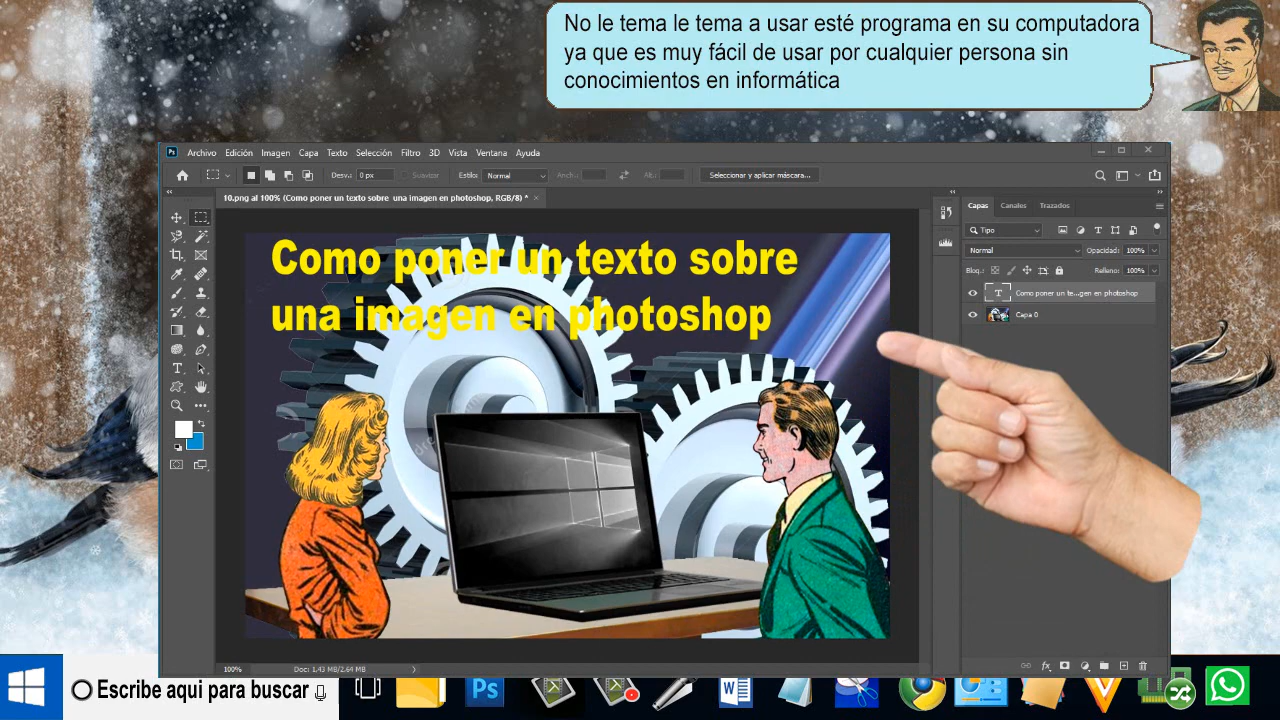 No le tema le tema a usar esté programa en su computadora
ya que es muy fácil de usar por cualquier persona sin
conocimientos en informática
Ps Archivo Edición Imagen Capa Texto Selección Filtro 3D Vista Ventana Ayuda
Desv.: 0 px Suavizar Estilo: Normal Anch.: Alt.: Seleccionar y aplicar máscara...
10.png al 100% (Como poner un texto sobre una imagen en photoshop, RGB/8) *
Capas Canales Trazados
Tipo
Normal Opacidad: 100%
Bloq.: Relleno: 100%
Como poner un te...gen en photoshop
Capa 0
Como poner un texto sobre
una imagen en photoshop
100% Doc: 1.43 MB/2.64 MB
Escribe aqui para buscar
Ps
W